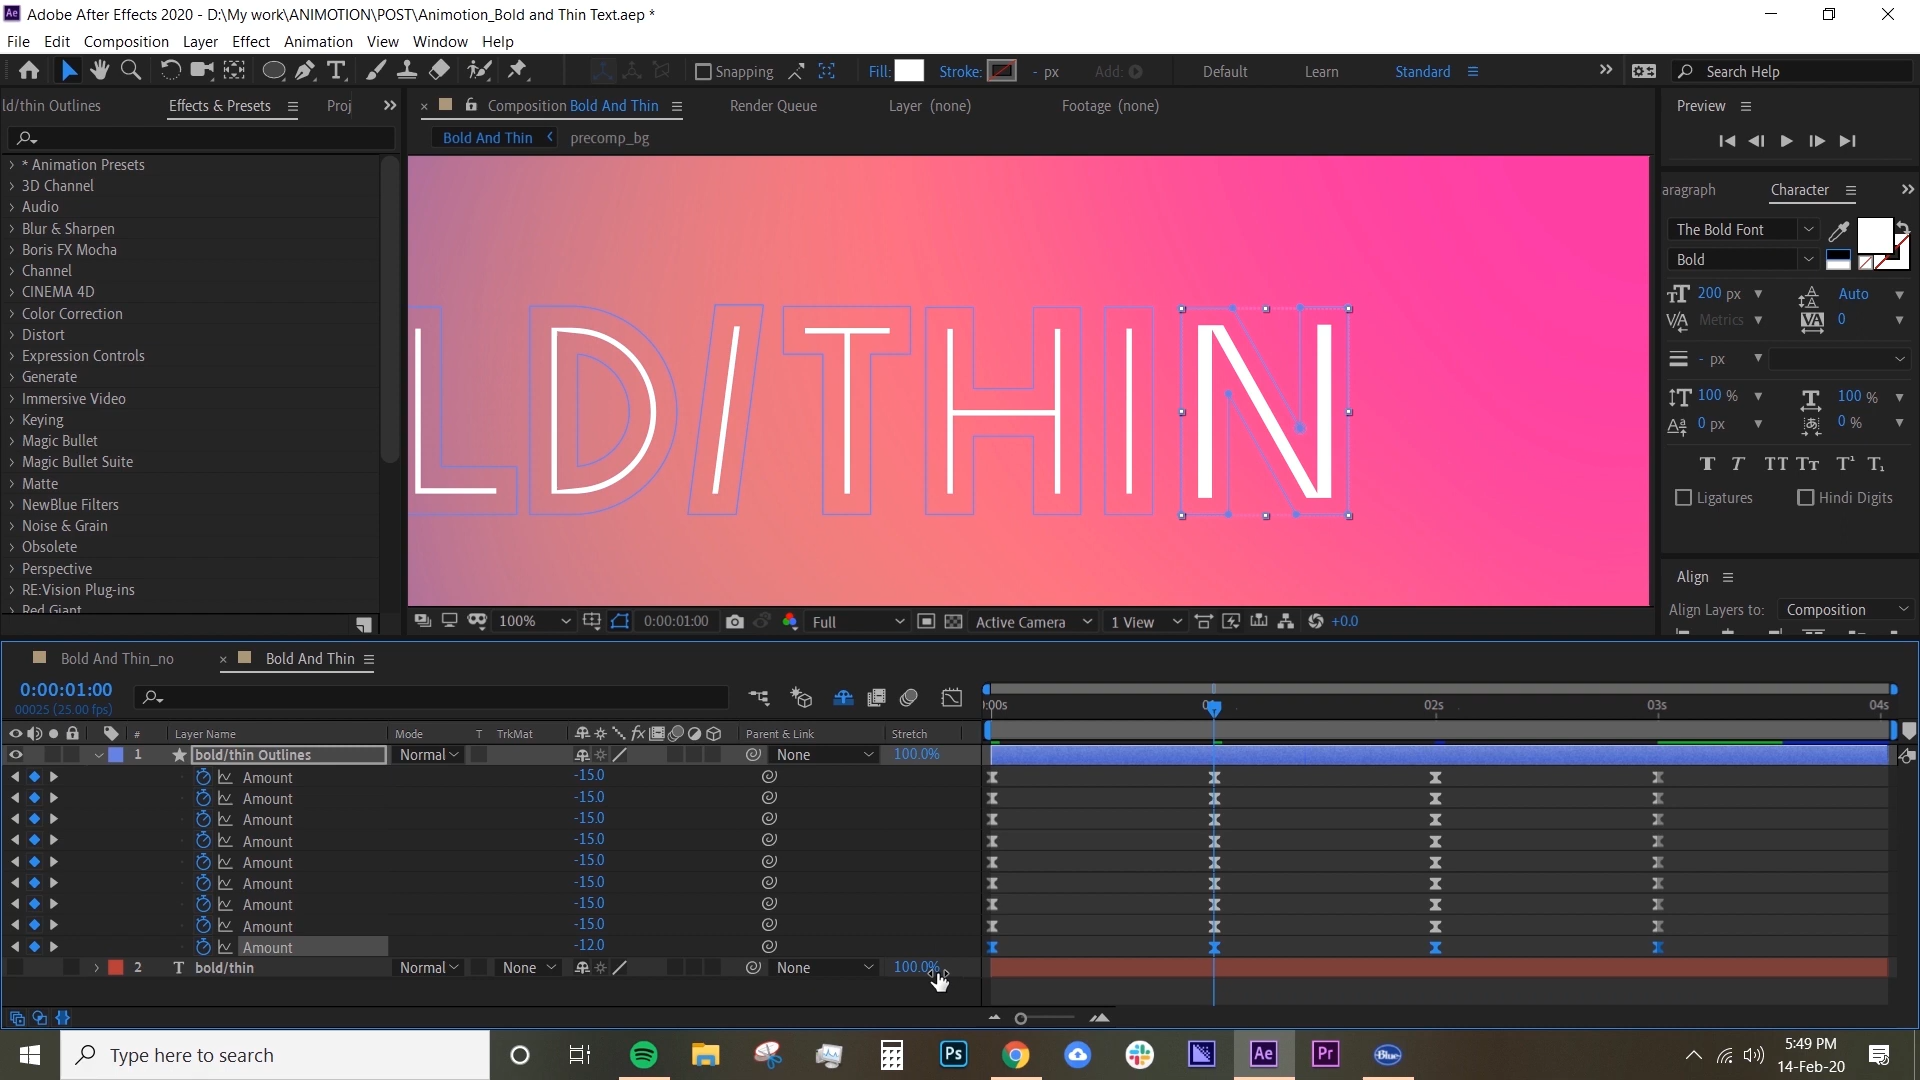 Adobe After Effects 2020 - D:\My work\ANIMOTION\POST\Animotion_Bold and Thin Text.aep *
File Edit Composition Layer Effect Animation View Window Help
Snapping Fill: Stroke: - px Add: Default Learn Standard Search Help
ld/thin Outlines Effects & Presets Proj Composition Bold And Thin Render Queue Layer (none) Footage (none) Preview
Bold And Thin precomp_bg
* Animation Presets
3D Channel
Audio
Blur & Sharpen
Boris FX Mocha
Channel
CINEMA 4D
Color Correction
Distort
Expression Controls
Generate
Immersive Video
Keying
Magic Bullet
Magic Bullet Suite
Matte
NewBlue Filters
Noise & Grain
Obsolete
Perspective
RE:Vision Plug-ins
Red Giant
LD/THIN
aragraph Character
The Bold Font
Bold
200 px Auto
Metrics 0
- px
100 % 100 %
0 px 0 %
Ligatures Hindi Digits
Align
Align Layers to: Composition
100% 0:00:01:00 Full Active Camera 1 View +0.0
Bold And Thin_no Bold And Thin
0:00:01:00
00025 (25.00 fps)
:00s 02s 03s 04s
# Layer Name Mode T TrkMat fx Parent & Link Stretch
1 bold/thin Outlines Normal None 100.0%
Amount -15.0
Amount -15.0
Amount -15.0
Amount -15.0
Amount -15.0
Amount -15.0
Amount -15.0
Amount -15.0
Amount -12.0
2 T bold/thin Normal None None 100.0%
Type here to search Ps Ae Pr Blue 5:49 PM
14-Feb-20